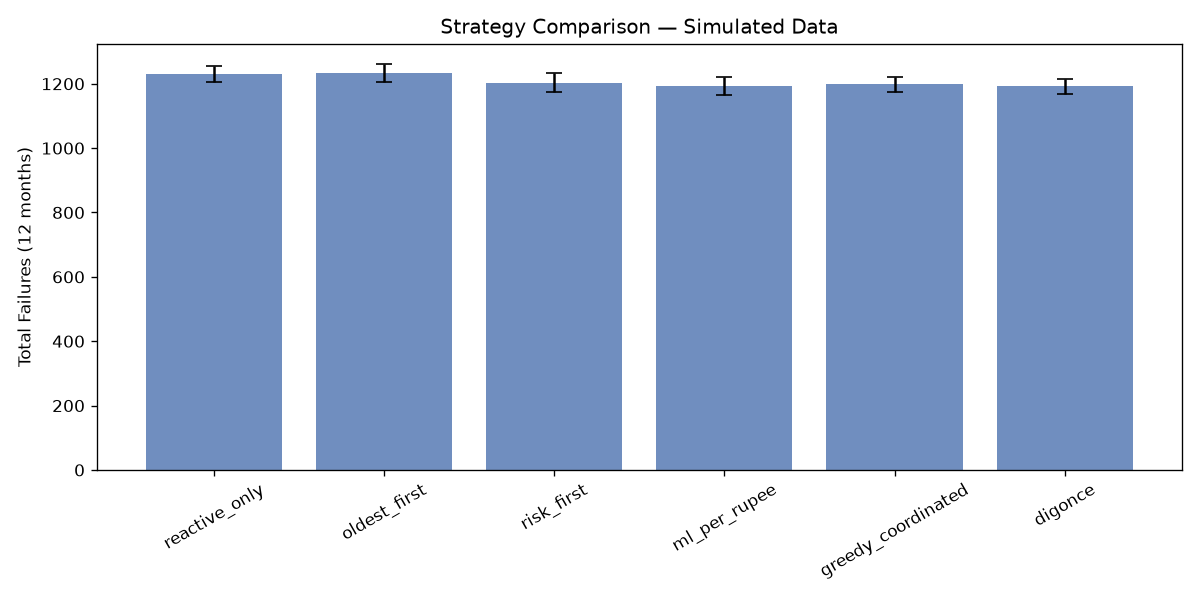 Strategy Comparison — Simulated Data
Total Failures (12 months)
1200
1000
800
600
400
200
0
reactive_only
oldest_first
risk_first
ml_per_rupee
greedy_coordinated
digonce